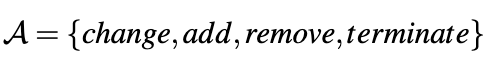 𝒜 = {change, add, remove, terminate}